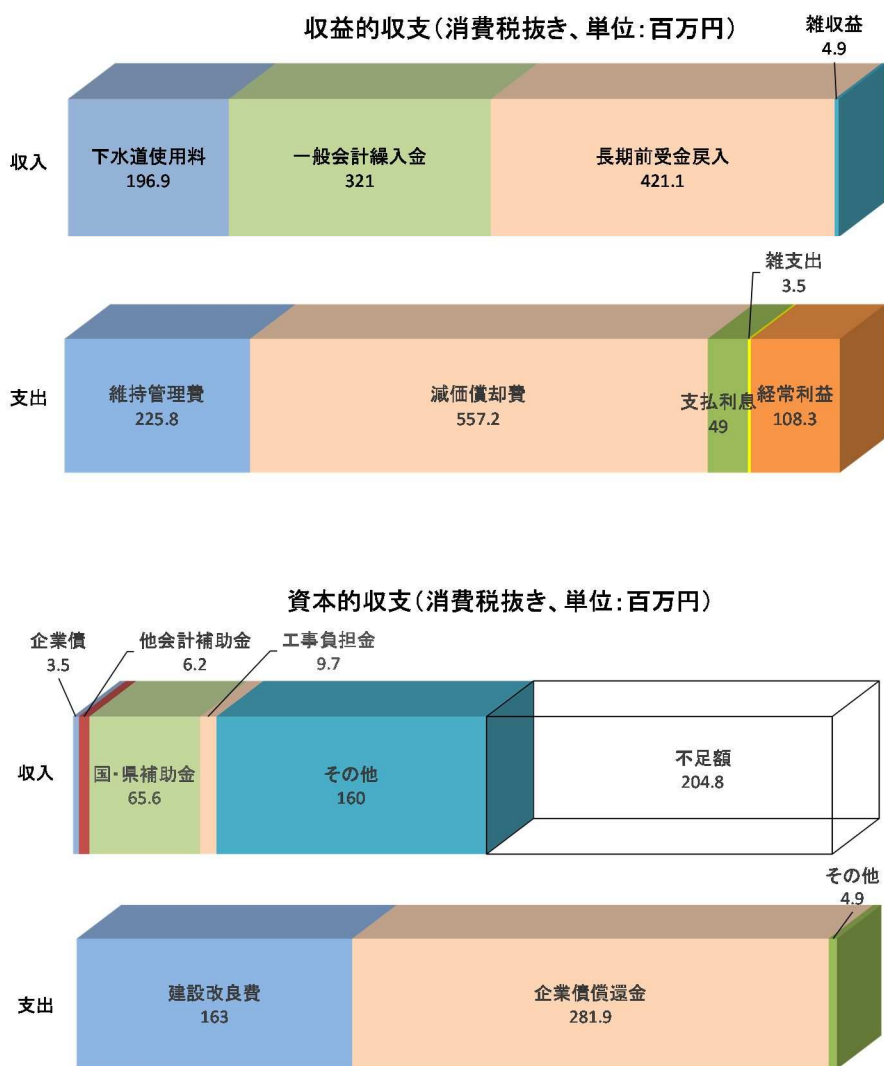 収益的収支(消費税抜き、単位:百万円)
雑収益
4.9
収入
下水道使用料
196.9
一般会計繰入金
321
長期前受金戻入
421.1
雑支出
3.5
支出
維持管理費
225.8
減価償却費
557.2
支払利息
49
経常利益
108.3
資本的収支(消費税抜き、単位:百万円)
企業債
3.5
他会計補助金
6.2
工事負担金
9.7
収入
国・県補助金
65.6
その他
160
不足額
204.8
その他
4.9
支出
建設改良費
163
企業債償還金
281.9